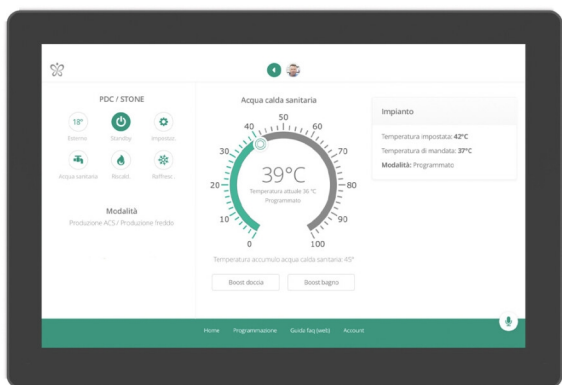 PDC / STONE
18°
Esterno
Standby
Impostaz.
Acqua sanitaria
Riscald.
Raffresc.
Modalità
Produzione ACS / Produzione freddo
Acqua calda sanitaria
0
10
20
30
40
50
60
70
80
90
100
39°C
Temperatura attuale 36 °C
Programmato
Temperatura accumulo acqua calda sanitaria: 45°
Boost doccia
Boost bagno
Impianto
Temperatura impostata: 42°C
Temperatura di mandata: 37°C
Modalità: Programmato
Home
Programmazione
Guida faq (web)
Account